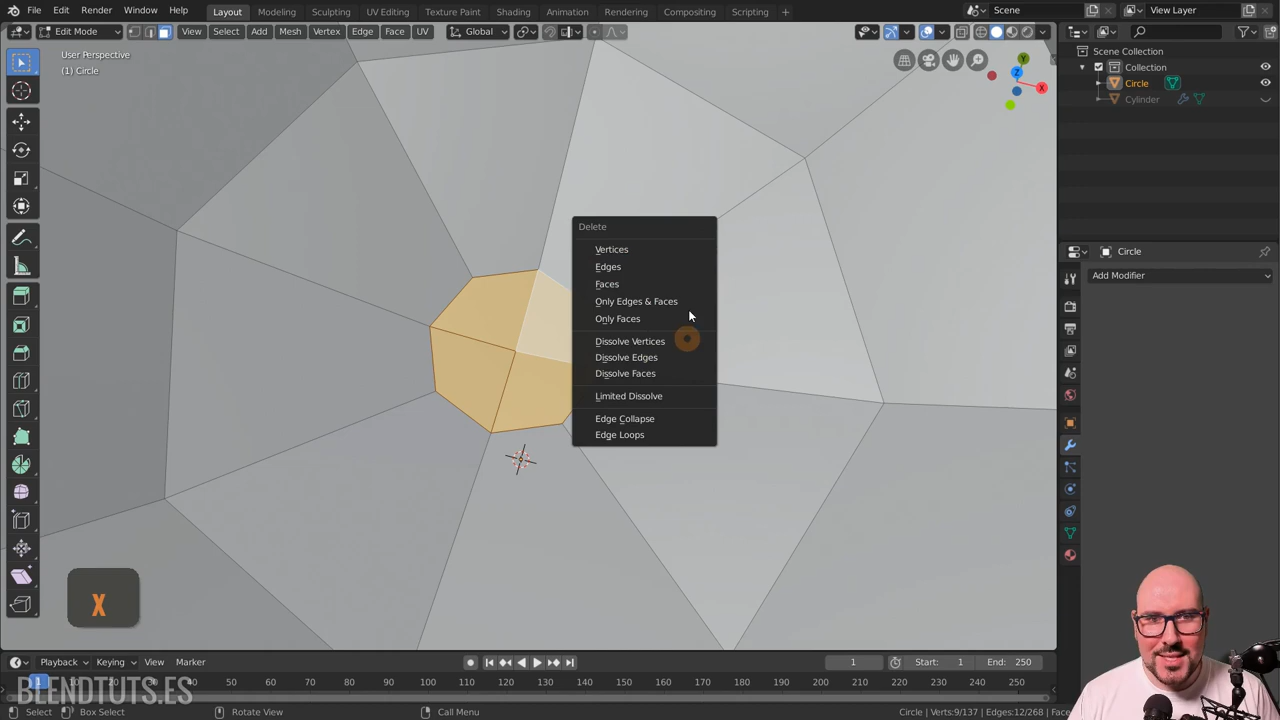 File Edit Render Window Help Layout Modeling Sculpting UV Editing Texture Paint Shading Animation Rendering Compositing Scripting + Scene View Layer
Edit Mode View Select Add Mesh Vertex Edge Face UV Global
User Perspective
(1) Circle
Z
Y
X
Scene Collection
Collection
Circle
Cylinder
Circle
Add Modifier
Delete
Vertices
Edges
Faces
Only Edges & Faces
Only Faces
Dissolve Vertices
Dissolve Edges
Dissolve Faces
Limited Dissolve
Edge Collapse
Edge Loops
X
Playback Keying View Marker 1 Start: 1 End: 250
1 20 30 40 50 60 70 80 90 100 110 120 130 140 150 160 170 180 190 200 210 220 230 240 250
BLENDTUTS.ES
Select Box Select Rotate View Call Menu Circle | Verts:9/137 | Edges:12/268 | Face